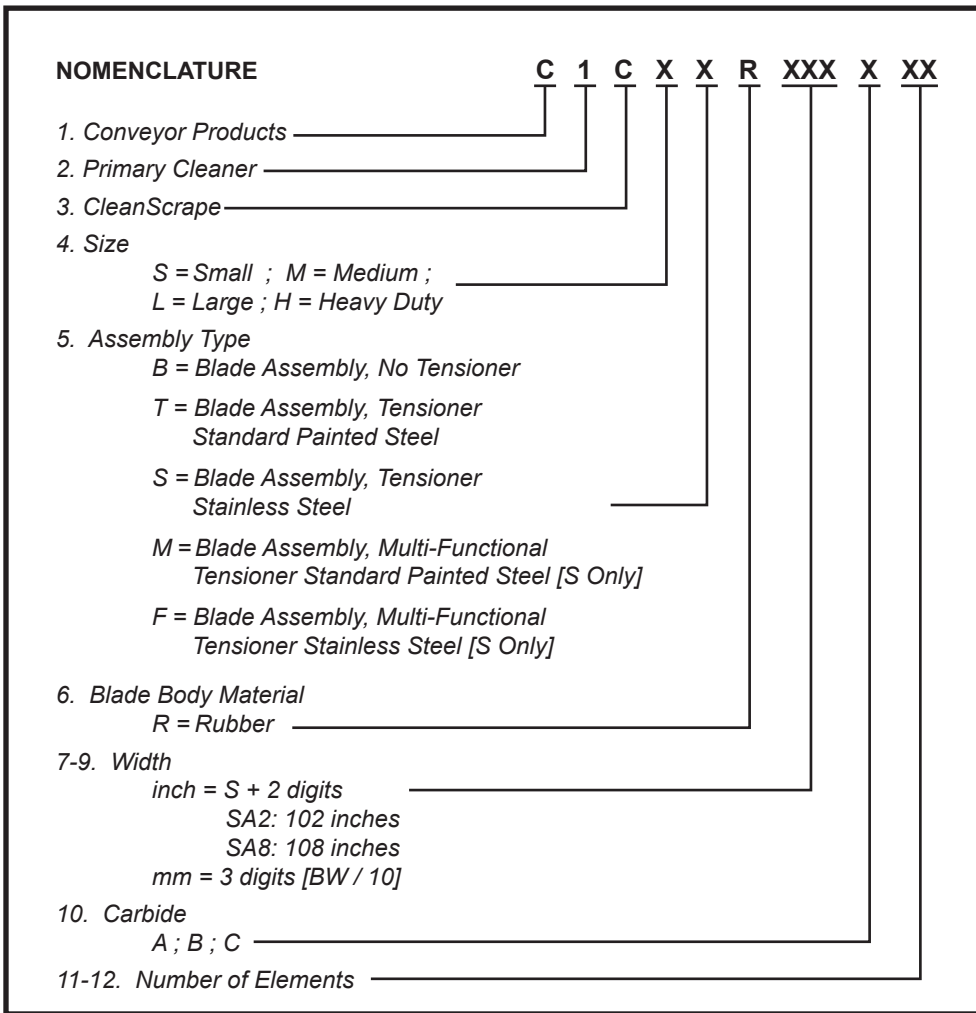 NOMENCLATURE C 1 C X X R XXX X XX
1. Conveyor Products
2. Primary Cleaner
3. CleanScrape
4. Size
S = Small ; M = Medium ;
L = Large ; H = Heavy Duty
5. Assembly Type
B = Blade Assembly, No Tensioner
T = Blade Assembly, Tensioner
Standard Painted Steel
S = Blade Assembly, Tensioner
Stainless Steel
M = Blade Assembly, Multi-Functional
Tensioner Standard Painted Steel [S Only]
F = Blade Assembly, Multi-Functional
Tensioner Stainless Steel [S Only]
6. Blade Body Material
R = Rubber
7-9. Width
inch = S + 2 digits
SA2: 102 inches
SA8: 108 inches
mm = 3 digits [BW / 10]
10. Carbide
A ; B ; C
11-12. Number of Elements